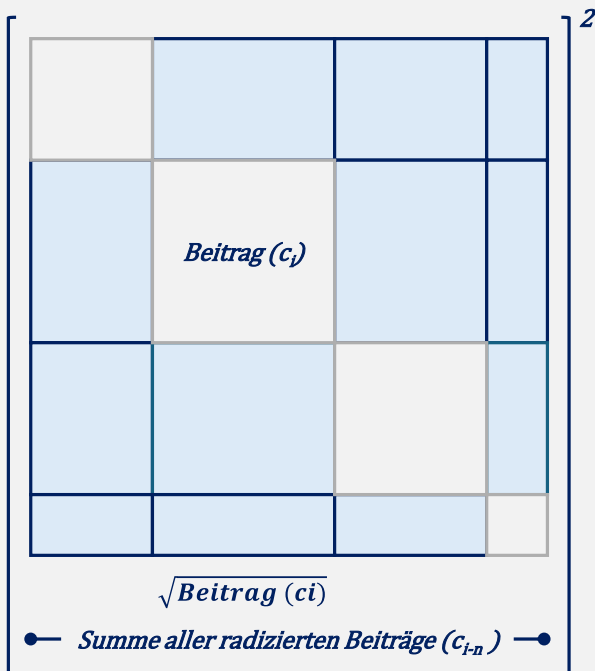 2
Beitrag (cᵢ)
√Beitrag (ci)
Summe aller radizierten Beiträge (cᵢ₋ₙ )